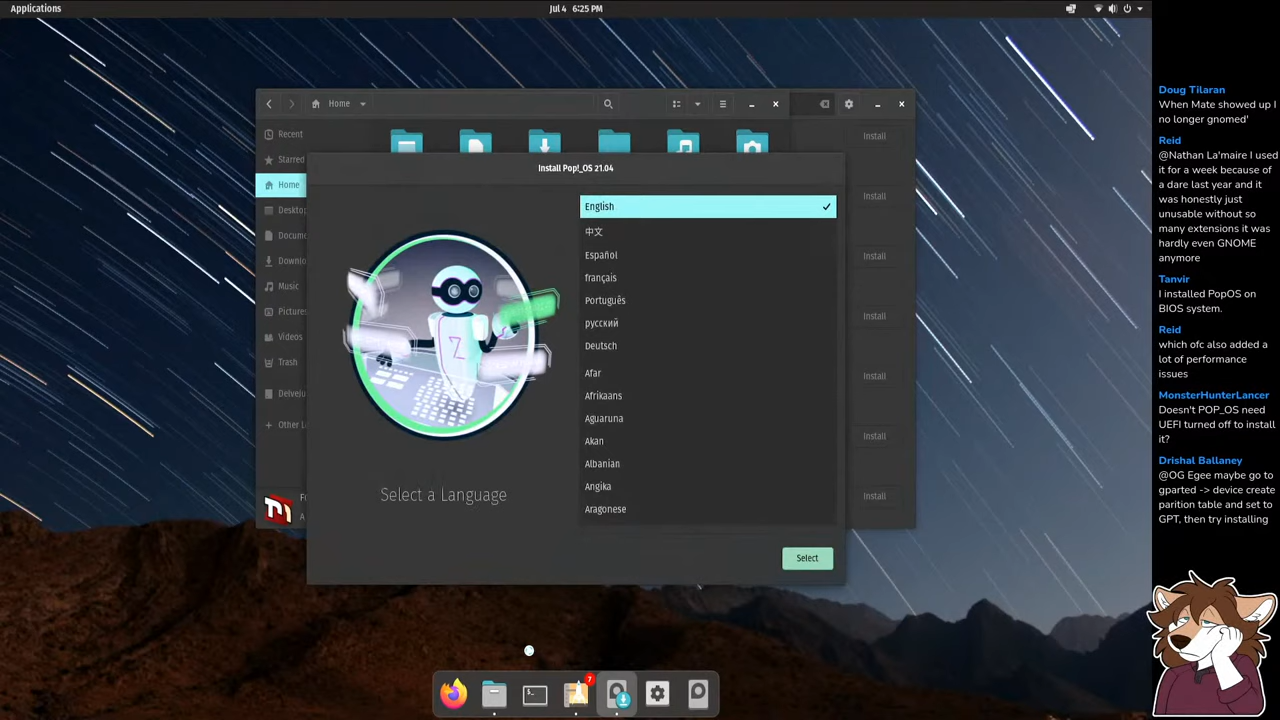 Applications
Jul 4 6:25 PM
Home
Recent
Starred
Home
Music
Videos
Trash
Install
Install
Install
Install
Install
Install
Install
7
Install Pop!_OS 21.04
Select a Language
English
中文
Español
français
Português
русский
Deutsch
Afar
Afrikaans
Aguaruna
Akan
Albanian
Angika
Aragonese
Select
Doug Tilaran
When Mate showed up I
no longer gnomed'
Reid
@Nathan La'maire I used
it for a week because of
a dare last year and it
was honestly just
unusable without so
many extensions it was
hardly even GNOME
anymore
Tanvir
I installed PopOS on
BIOS system.
Reid
which ofc also added a
lot of performance
issues
MonsterHunterLancer
Doesn't POP_OS need
UEFI turned off to install
it?
Drishal Ballaney
@OG Egee maybe go to
gparted -> device create
parition table and set to
GPT, then try installing